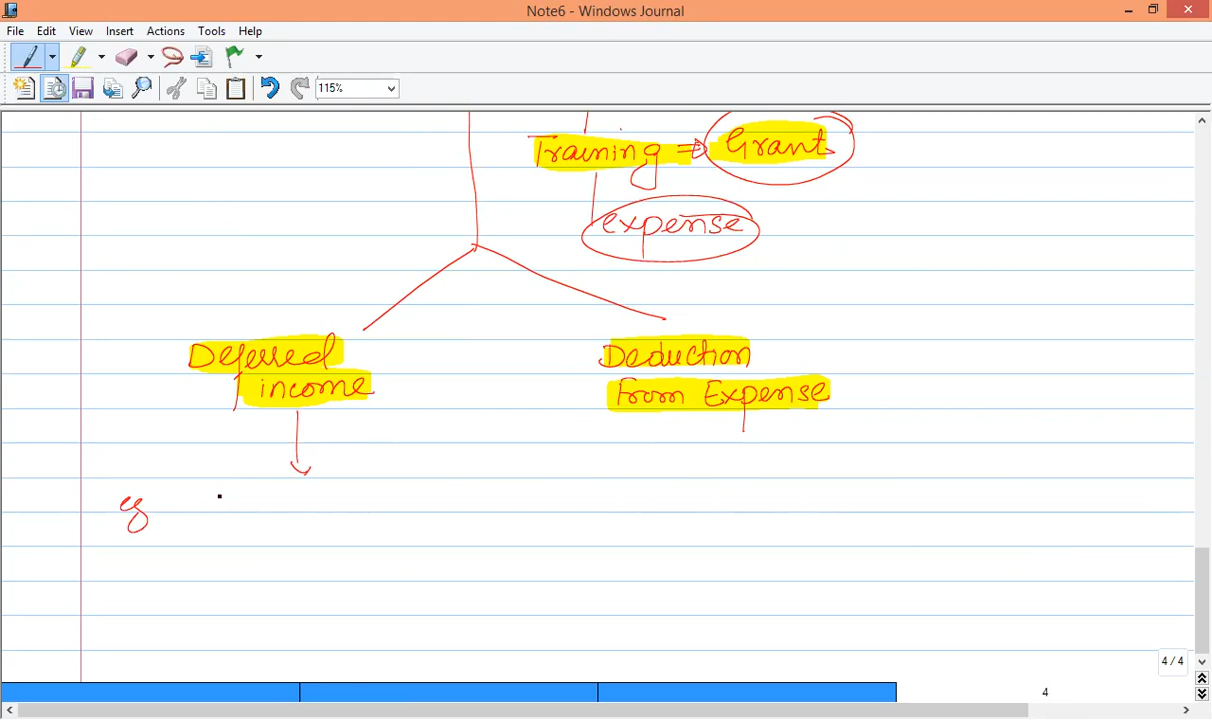 Note6 - Windows Journal
File Edit View Insert Actions Tools Help
115%
Training => Grant
expense
Deferred
income
Deduction
From Expense
eg
4 / 4
4